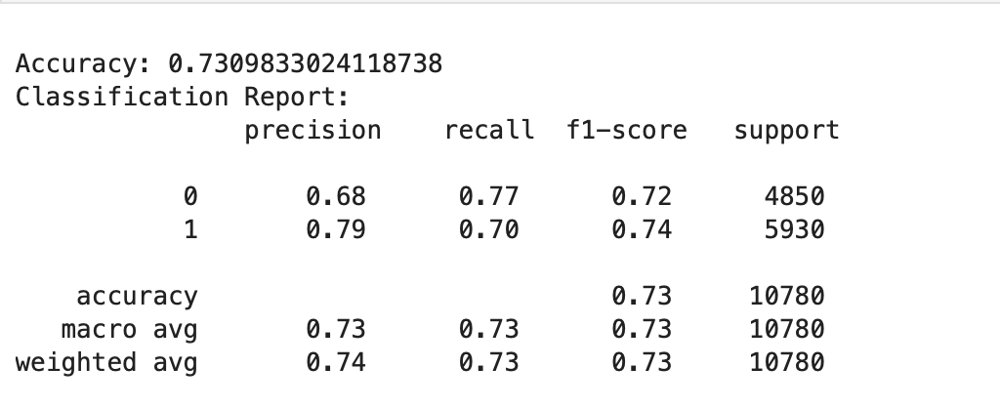 Accuracy: 0.7309833024118738
Classification Report:
precision recall f1-score support
0 0.68 0.77 0.72 4850
1 0.79 0.70 0.74 5930
accuracy 0.73 10780
macro avg 0.73 0.73 0.73 10780
weighted avg 0.74 0.73 0.73 10780